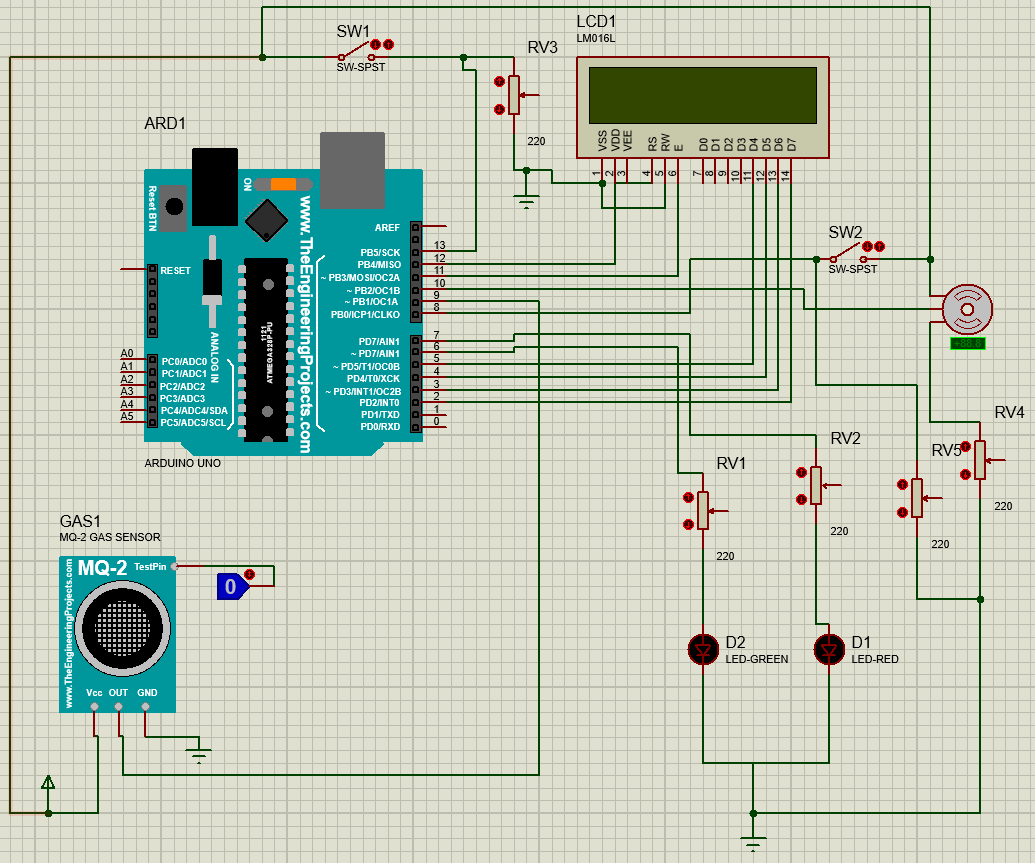 LCD1
LM016L
SW1
SW-SPST
RV3
220
VSS
VDD
VEE
RS
RW
E
D0
D1
D2
D3
D4
D5
D6
D7
1
2
3
4
5
6
7
8
9
10
11
12
13
14
ARD1
Reset BTN
ON
www.TheEngineeringProjects.com
AREF
PB5/SCK
13
PB4/MISO
12
~ PB3/MOSI/OC2A
11
~ PB2/OC1B
10
~ PB1/OC1A
9
PB0/ICP1/CLKO
8
PD7/AIN1
7
~ PD7/AIN1
6
~ PD5/T1/OC0B
5
PD4/T0/XCK
4
~ PD3/INT1/OC2B
3
PD2/INT0
2
PD1/TXD
1
PD0/RXD
0
RESET
1121
ATMEGA328P-PU
ANALOG IN
A0
PC0/ADC0
A1
PC1/ADC1
A2
PC2/ADC2
A3
PC3/ADC3
A4
PC4/ADC4/SDA
A5
PC5/ADC5/SCL
ARDUINO UNO
SW2
SW-SPST
+88.8
RV4
220
RV2
220
RV5
220
RV1
220
GAS1
MQ-2 GAS SENSOR
www.TheEngineeringProjects.com
MQ-2
TestPin
0
Vcc
OUT
GND
D2
LED-GREEN
D1
LED-RED